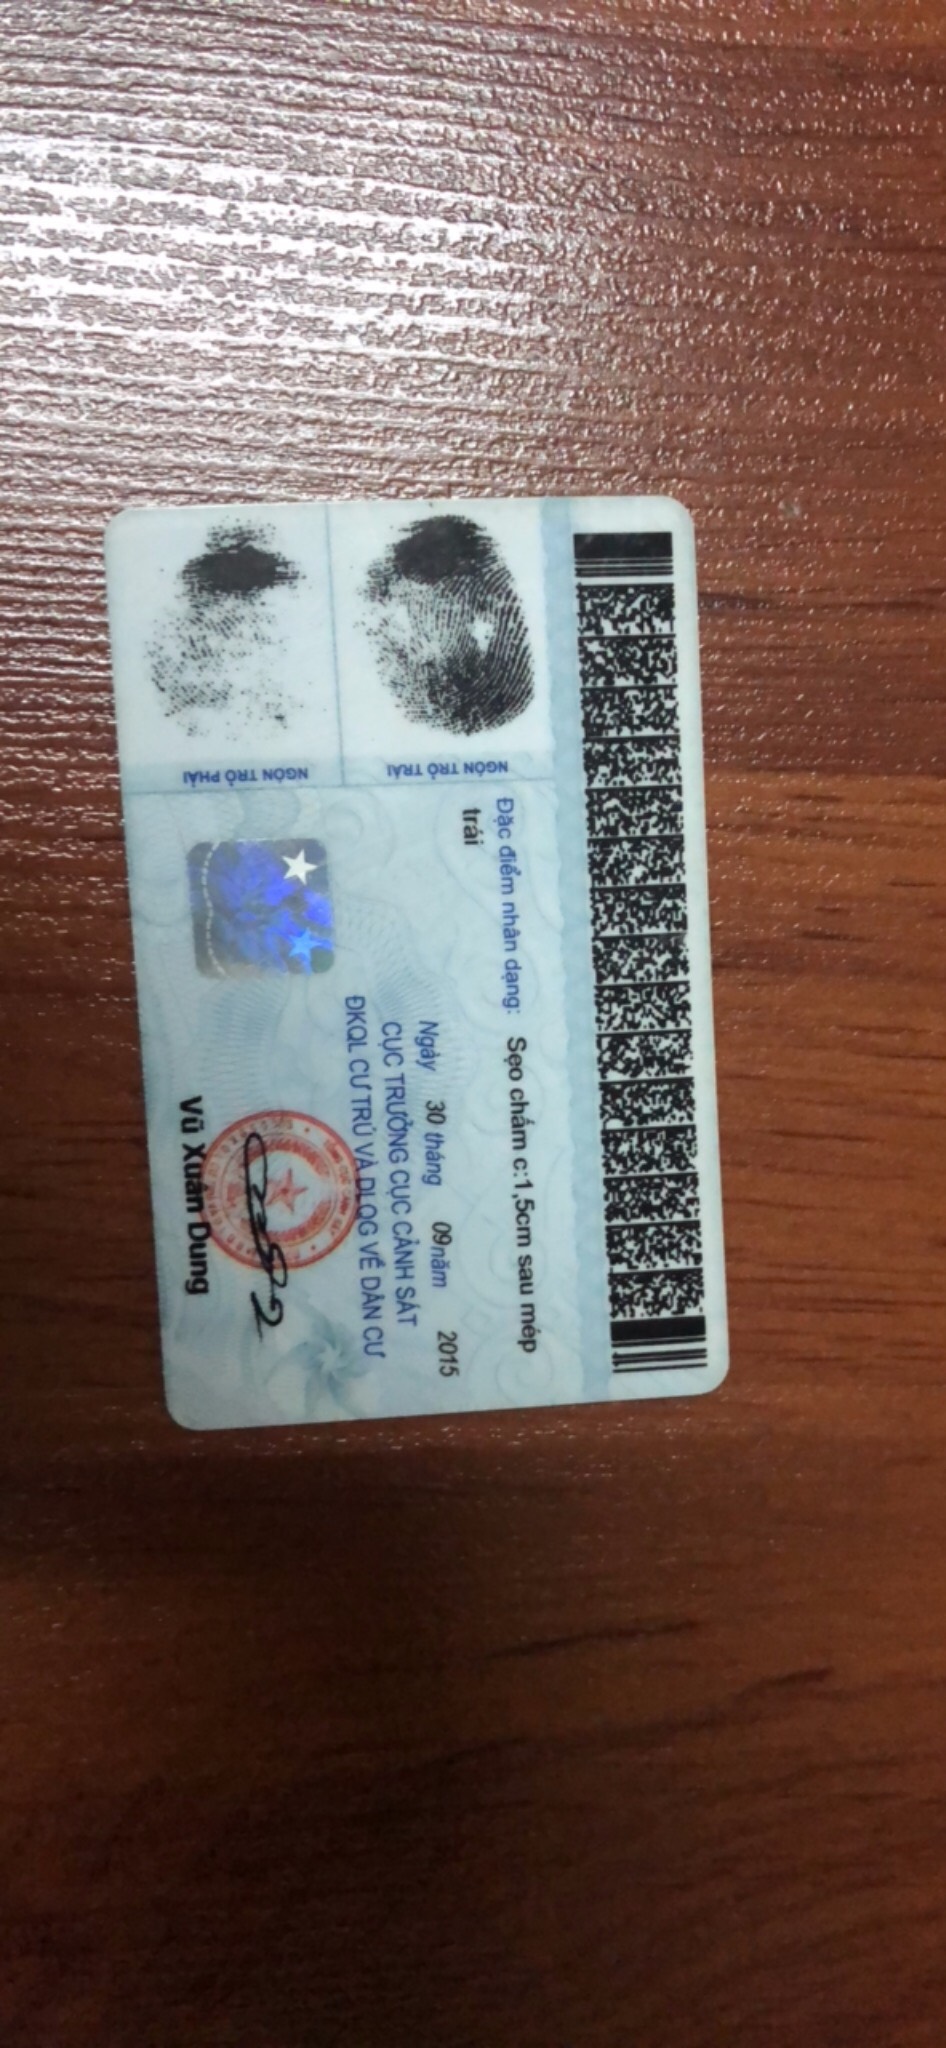 Đặc điểm nhân dạng: Sẹo chấm c:1,5cm sau mép
trái
Ngày 30 tháng 09 năm 2015
CỤC TRƯỞNG CỤC CẢNH SÁT
ĐKQL CƯ TRÚ VÀ DLQG VỀ DÂN CƯ
Vũ Xuân Dung
NGÓN TRỎ TRÁI
NGÓN TRỎ PHẢI